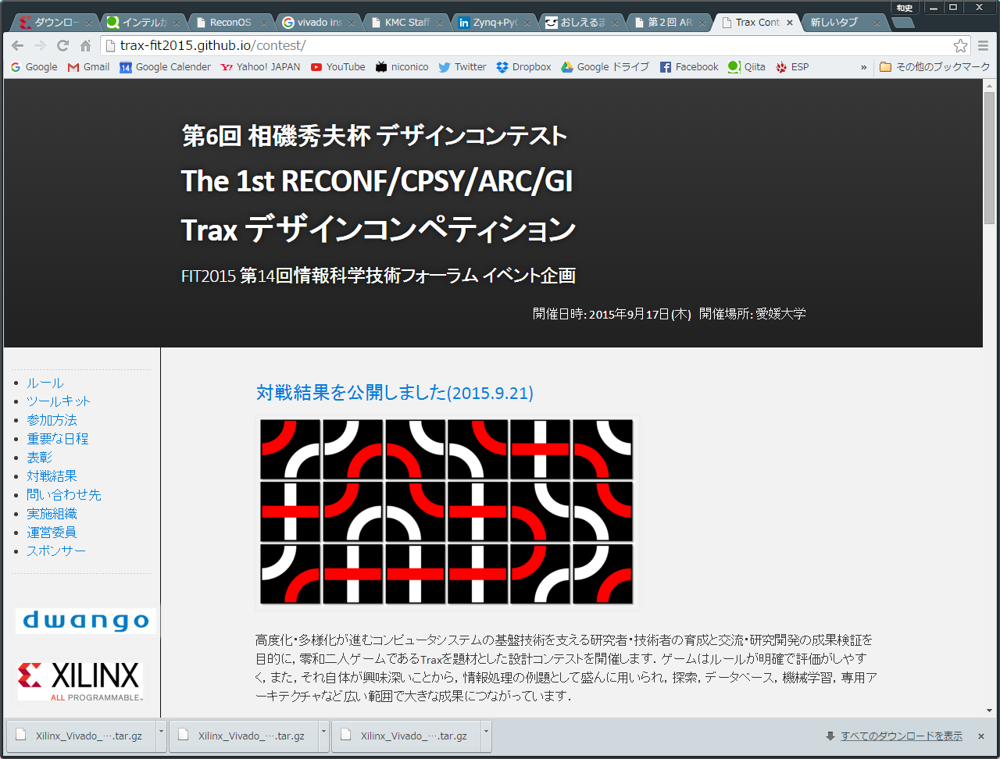 和史
ダウンロー
インテルカ
ReconOS
vivado ins
KMC Staff
Zynq+Py
おしえるま
第２回 AR
Trax Cont
新しいタブ
trax-fit2015.github.io/contest/
Google
Gmail
14
Google Calender
Yahoo! JAPAN
YouTube
niconico
Twitter
Dropbox
Google ドライブ
Facebook
Qiita
ESP
»
その他のブックマーク
第6回 相磯秀夫杯 デザインコンテスト
The 1st RECONF/CPSY/ARC/GI
Trax デザインコンペティション
FIT2015 第14回情報科学技術フォーラム イベント企画
開催日時: 2015年9月17日(木) 開催場所: 愛媛大学
ルール
ツールキット
参加方法
重要な日程
表彰
対戦結果
問い合わせ先
実施組織
運営委員
スポンサー
dwango
XILINX
ALL PROGRAMMABLE™
対戦結果を公開しました(2015.9.21)
高度化・多様化が進むコンピュータシステムの基盤技術を支える研究者・技術者の育成と交流・研究開発の成果検証を
目的に，零和二人ゲームであるTraxを題材とした設計コンテストを開催します．ゲームはルールが明確で評価がしやす
く，また，それ自体が興味深いことから，情報処理の例題として盛んに用いられ，探索，データベース，機械学習，専用ア
ーキテクチャなど広い範囲で大きな成果につながっています．
Xilinx_Vivado_….tar.gz
Xilinx_Vivado_….tar.gz
Xilinx_Vivado_….tar.gz
すべてのダウンロードを表示